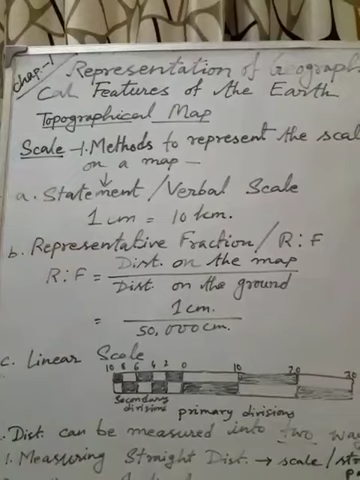 chap:-1
Representation of Geographi
Cal Features of the Earth
Topographical Map
Scale → 1. Methods to represent the scal
on a map -
a. Statement / Verbal Scale
1 cm = 10 km.
b. Representative Fraction / R:F
R:F = Dist. on the map
Dist. on the ground
= 1 cm.
50,000 cm.
c. Linear Scale
10 8 6 4 2 0 10 20 30
Secondary
divisions primary divisions
. Dist. can be measured into two wa
1. Measuring Straight Dist. → scale/